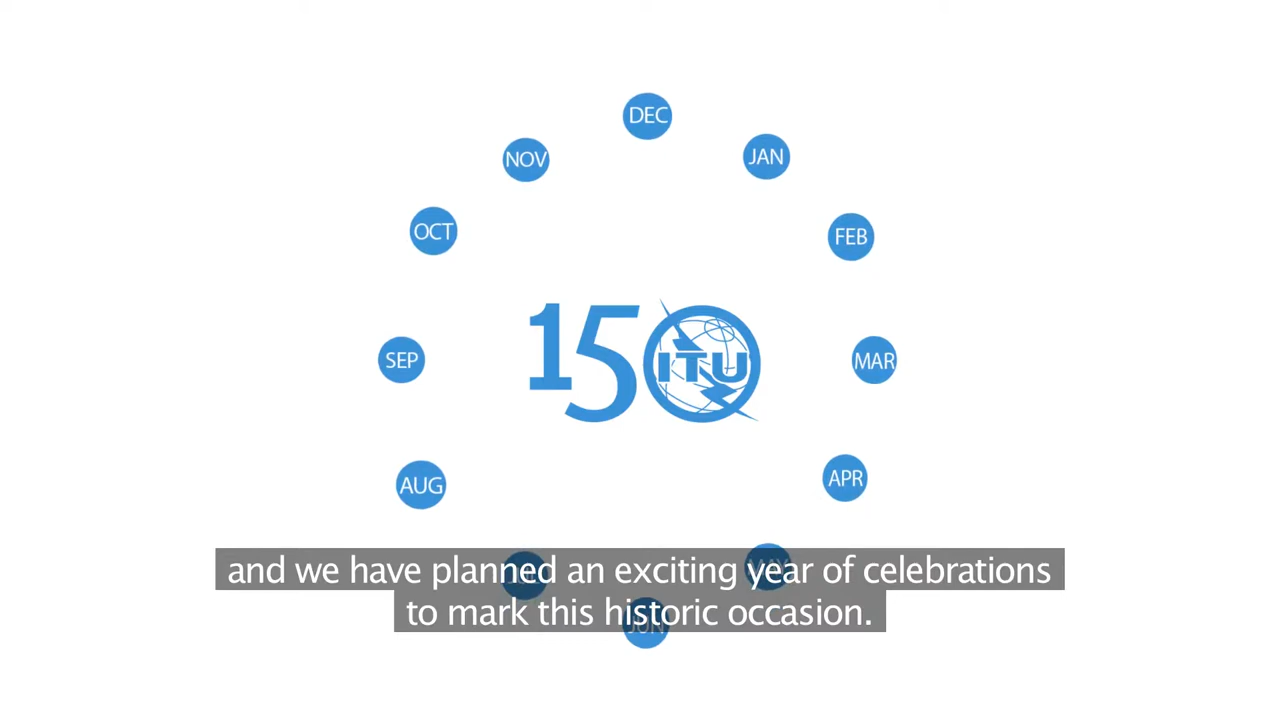 DEC
NOV
JAN
OCT
FEB
150
ITU
SEP
MAR
AUG
APR
and we have planned an exciting year of celebrations
to mark this historic occasion.
JUN